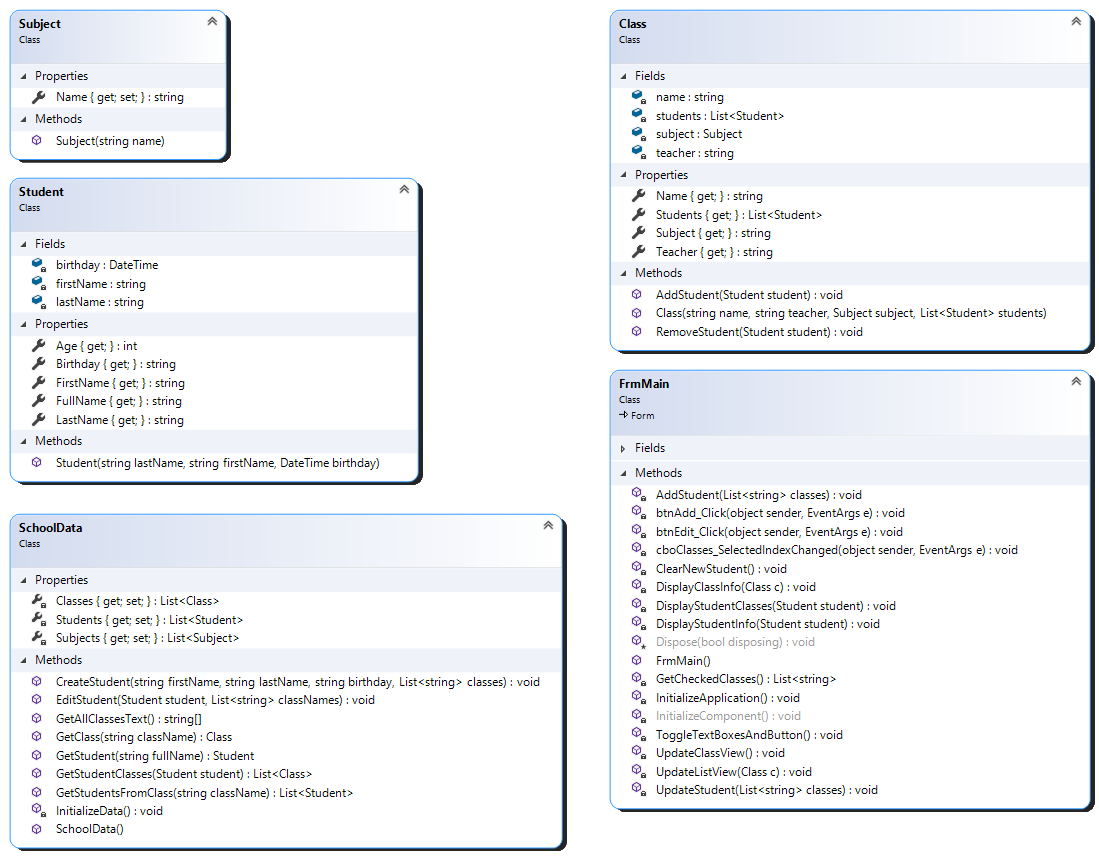 Subject
Class
Properties
Name { get; set; } : string
Methods
Subject(string name)
Student
Class
Fields
birthday : DateTime
firstName : string
lastName : string
Properties
Age { get; } : int
Birthday { get; } : string
FirstName { get; } : string
FullName { get; } : string
LastName { get; } : string
Methods
Student(string lastName, string firstName, DateTime birthday)
SchoolData
Class
Properties
Classes { get; set; } : List<Class>
Students { get; set; } : List<Student>
Subjects { get; set; } : List<Subject>
Methods
CreateStudent(string firstName, string lastName, string birthday, List<string> classes) : void
EditStudent(Student student, List<string> classNames) : void
GetAllClassesText() : string[]
GetClass(string className) : Class
GetStudent(string fullName) : Student
GetStudentClasses(Student student) : List<Class>
GetStudentsFromClass(string className) : List<Student>
InitializeData() : void
SchoolData()
Class
Class
Fields
name : string
students : List<Student>
subject : Subject
teacher : string
Properties
Name { get; } : string
Students { get; } : List<Student>
Subject { get; } : string
Teacher { get; } : string
Methods
AddStudent(Student student) : void
Class(string name, string teacher, Subject subject, List<Student> students)
RemoveStudent(Student student) : void
FrmMain
Class
Form
Fields
Methods
AddStudent(List<string> classes) : void
btnAdd_Click(object sender, EventArgs e) : void
btnEdit_Click(object sender, EventArgs e) : void
cboClasses_SelectedIndexChanged(object sender, EventArgs e) : void
ClearNewStudent() : void
DisplayClassInfo(Class c) : void
DisplayStudentClasses(Student student) : void
DisplayStudentInfo(Student student) : void
Dispose(bool disposing) : void
FrmMain()
GetCheckedClasses() : List<string>
InitializeApplication() : void
InitializeComponent() : void
ToggleTextBoxesAndButton() : void
UpdateClassView() : void
UpdateListView(Class c) : void
UpdateStudent(List<string> classes) : void